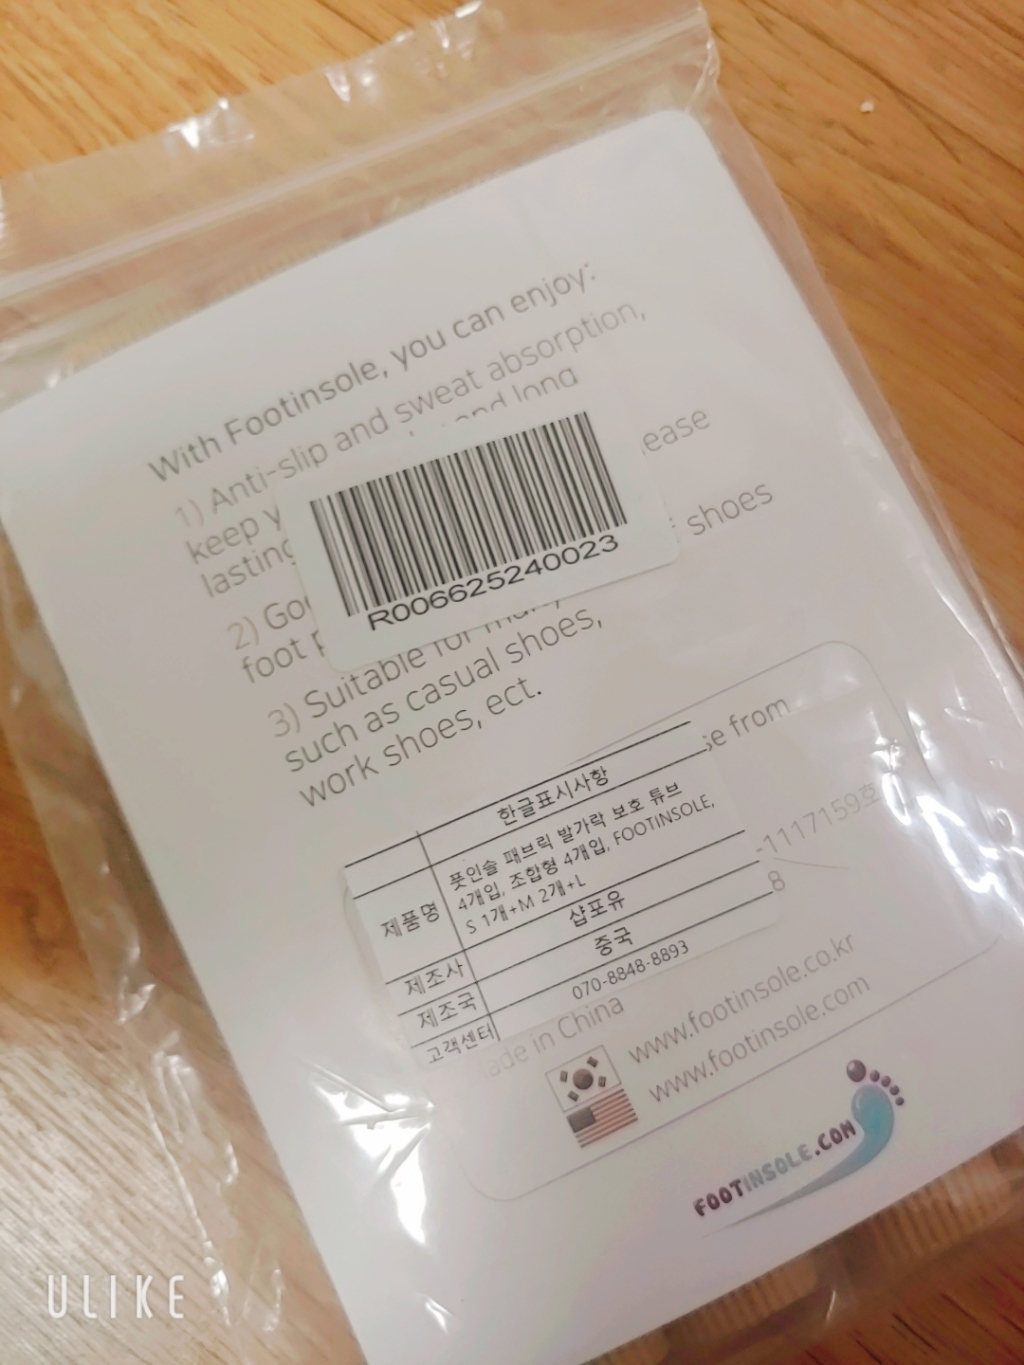 With Footinsole, you can enjoy:
1) Anti-slip and sweat absorption,
keep and long
lasting
2) ease
foot
3) Suitable for shoes
such as casual shoes,
work shoes, ect.
R006625240023
se from
한글표시사항
제품명 풋인솔 패브릭 발가락 보호 튜브
4개입, 조합형 4개입, FOOTINSOLE,
S 1개+M 2개+L
제조사 샵포유
제조국 중국
고객센터 070-8848-8893
-1117159호
8
ade in China
www.footinsole.co.kr
www.footinsole.com
FOOTINSOLE.COM
ULIKE